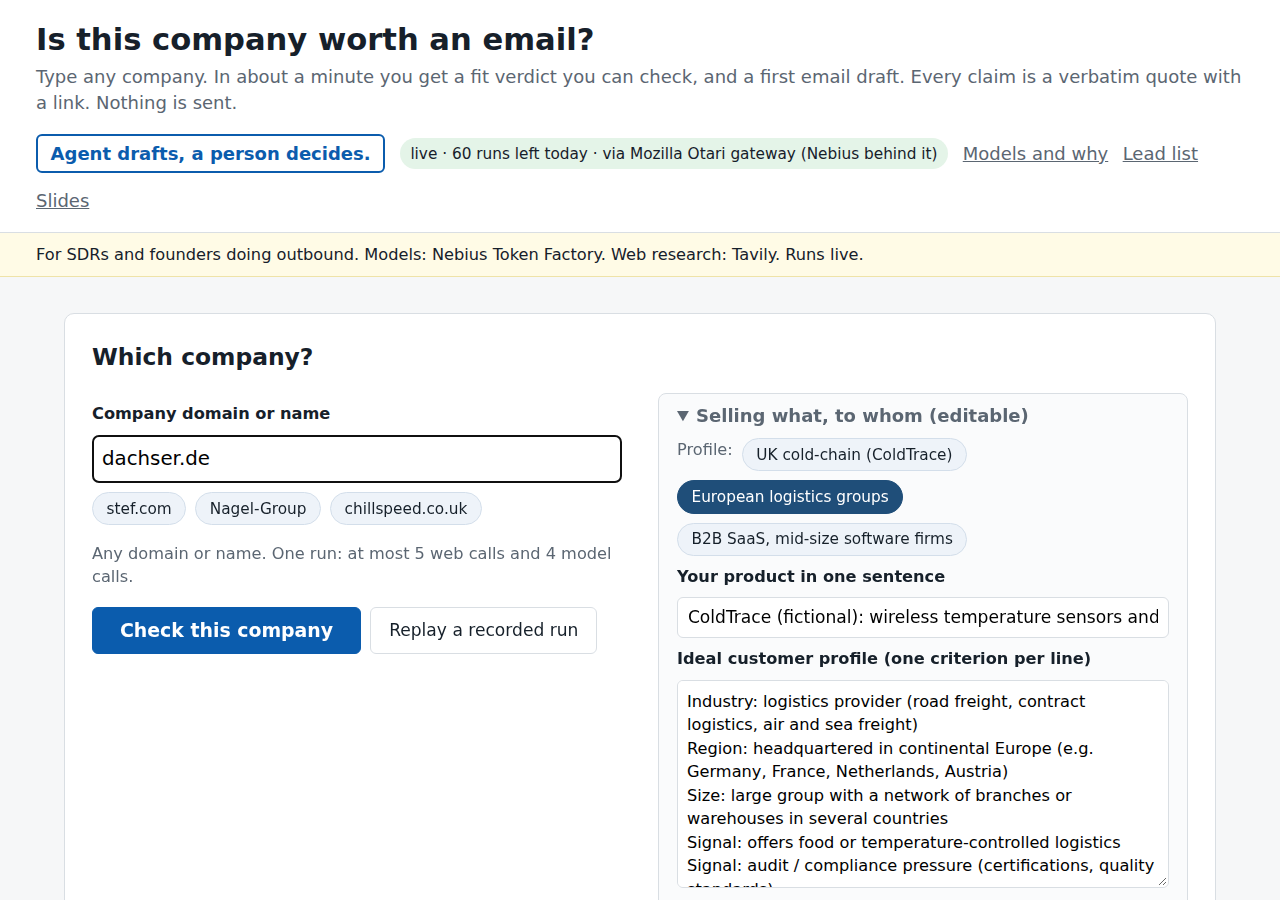 Is this company worth an email?
Type any company. In about a minute you get a fit verdict you can check, and a first email draft. Every claim is a verbatim quote with
a link. Nothing is sent.
Agent drafts, a person decides.
live · 60 runs left today · via Mozilla Otari gateway (Nebius behind it)
Models and why
Lead list
Slides
For SDRs and founders doing outbound. Models: Nebius Token Factory. Web research: Tavily. Runs live.
Which company?
Company domain or name
dachser.de
stef.com
Nagel-Group
chillspeed.co.uk
Any domain or name. One run: at most 5 web calls and 4 model
calls.
Check this company
Replay a recorded run
▼ Selling what, to whom (editable)
Profile:
UK cold-chain (ColdTrace)
European logistics groups
B2B SaaS, mid-size software firms
Your product in one sentence
ColdTrace (fictional): wireless temperature sensors and
Ideal customer profile (one criterion per line)
Industry: logistics provider (road freight, contract
logistics, air and sea freight)
Region: headquartered in continental Europe (e.g.
Germany, France, Netherlands, Austria)
Size: large group with a network of branches or
warehouses in several countries
Signal: offers food or temperature-controlled logistics
Signal: audit / compliance pressure (certifications, quality